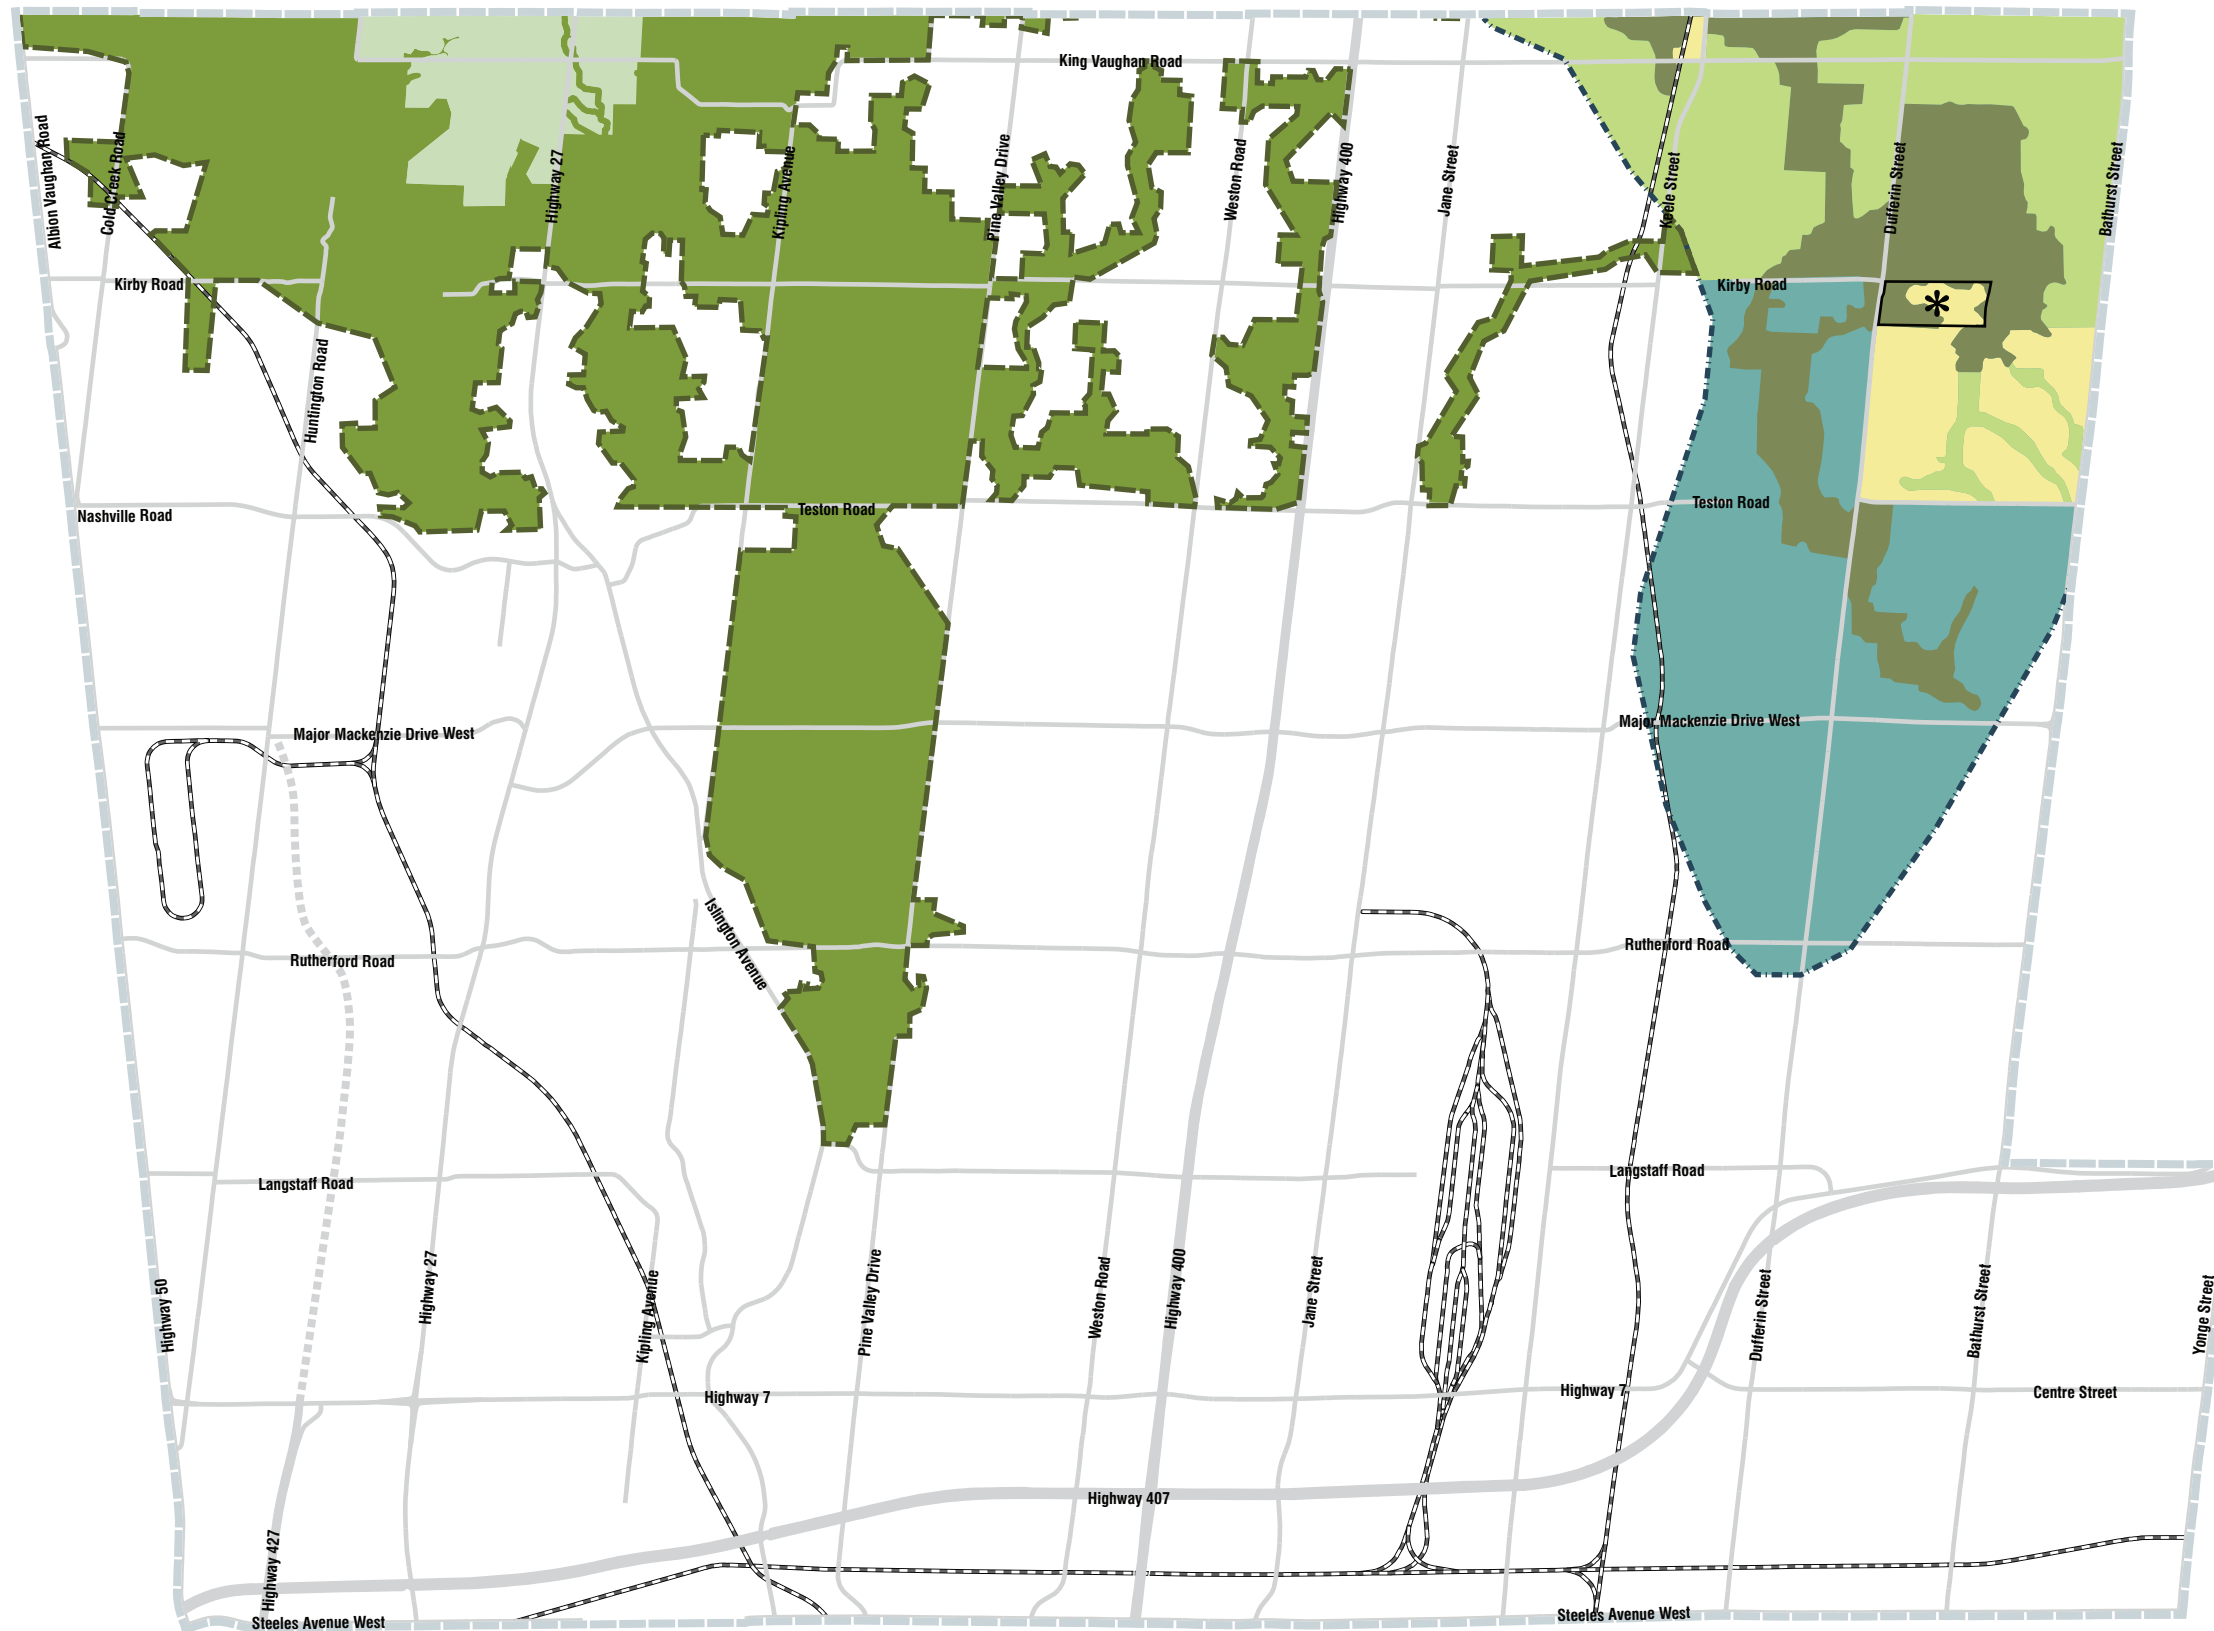 King Vaughan Road
Albion Vaughan Road
Cold Creek Road
Highway 27
Kipling Avenue
Pine Valley Drive
Weston Road
Highway 400
Jane Street
Keele Street
Dufferin Street
Bathurst Street
Kirby Road
Kirby Road
*
Huntington Road
Nashville Road
Teston Road
Teston Road
Major Mackenzie Drive West
Major Mackenzie Drive West
Islington Avenue
Rutherford Road
Rutherford Road
Langstaff Road
Langstaff Road
Highway 50
Highway 27
Kipling Avenue
Pine Valley Drive
Weston Road
Highway 400
Jane Street
Dufferin Street
Bathurst Street
Yonge Street
Highway 7
Highway 7
Centre Street
Highway 407
Highway 427
Steeles Avenue West
Steeles Avenue West